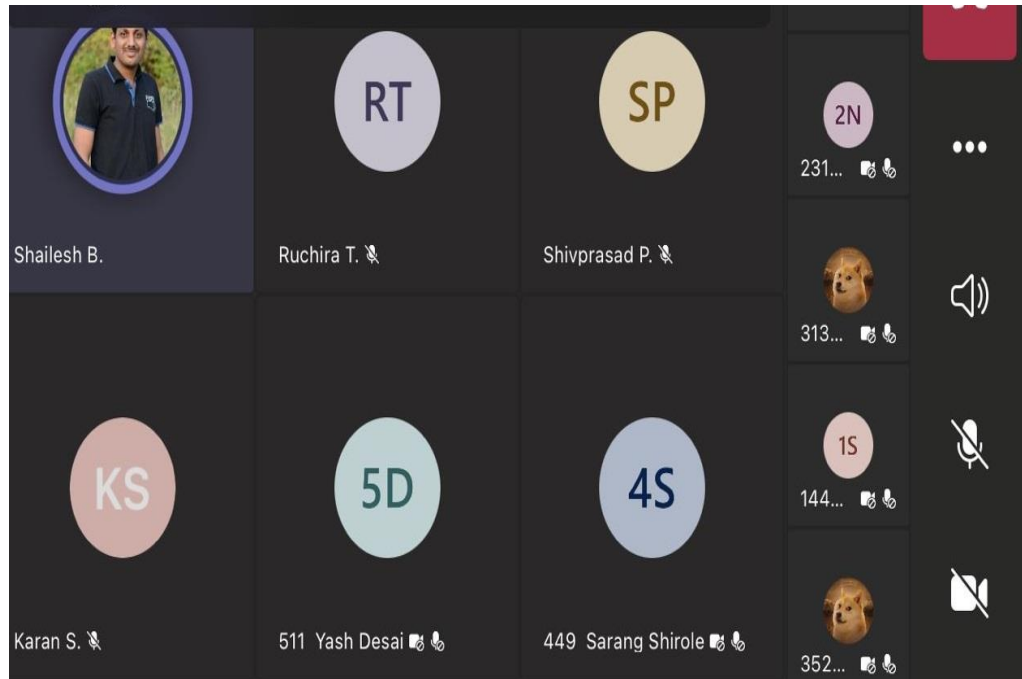 RT
SP
2N
231...
Shailesh B.
Ruchira T.
Shivprasad P.
313...
KS
5D
4S
1S
144...
Karan S.
511 Yash Desai
449 Sarang Shirole
352...